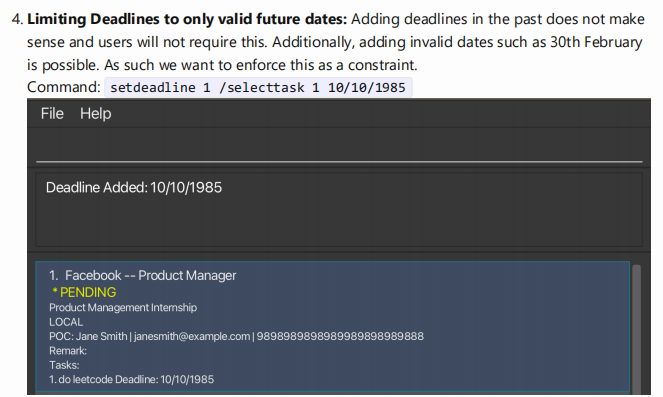 4. Limiting Deadlines to only valid future dates: Adding deadlines in the past does not make
sense and users will not require this. Additionally, adding invalid dates such as 30th February
is possible. As such we want to enforce this as a constraint.
Command: setdeadline 1 /selecttask 1 10/10/1985
File Help
Deadline Added: 10/10/1985
1. Facebook -- Product Manager
* PENDING
Product Management Internship
LOCAL
POC: Jane Smith | janesmith@example.com | 9898989898989989898989888
Remark:
Tasks:
1. do leetcode Deadline: 10/10/1985